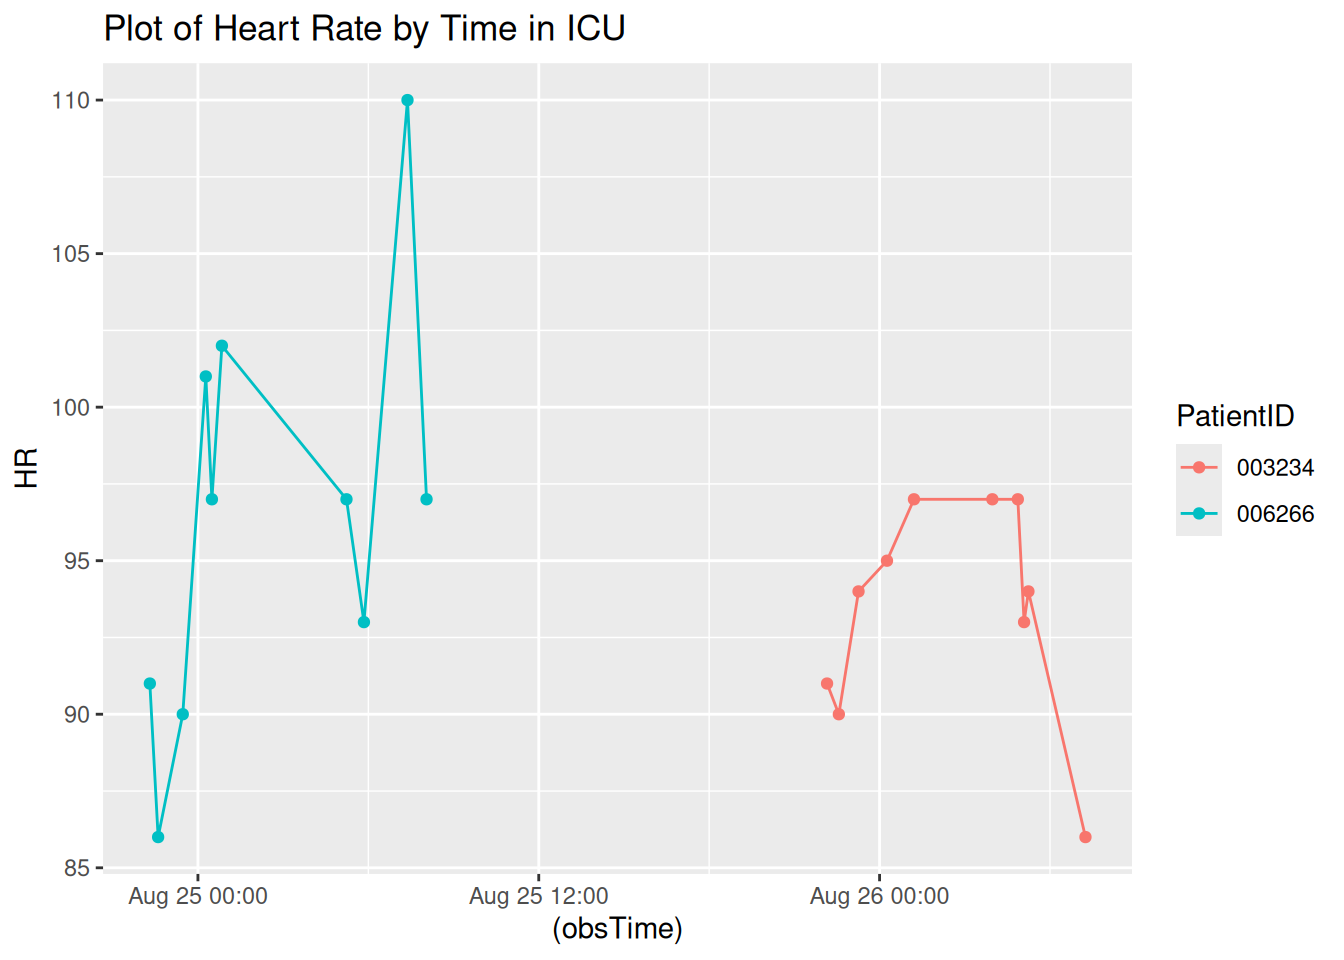 Plot of Heart Rate by Time in ICU
110
105
100
95
90
85
HR
Aug 25 00:00
Aug 25 12:00
Aug 26 00:00
(obsTime)
PatientID
003234
006266